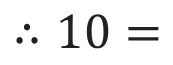 ∴ 10 =